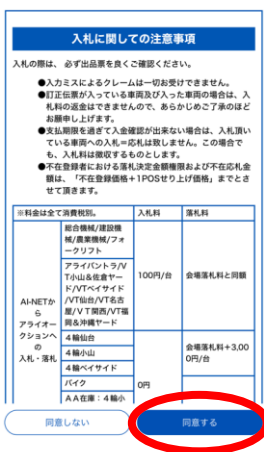 入札に関しての注意事項
入札の際は、必ず出品票を良くご確認ください。
●入力ミスによるクレームは一切お受けできません。
●訂正伝票が入っている車両及び入った車両の場合は、入
札料の返金はできませんので、あらかじめご了承のほど
お願い申し上げます。
●支払期限を過ぎて入金確認が出来ない場合は、入札頂い
ている車両への入札=応札は致しません。この場合で
も、入札料は徴収するものとします。
●不在登録者における落札決定金額権限および不在応札金
額は、「不在登録価格+1POSせり上げ価格」までとさ
せて頂きます。
※料金は全て消費税別。
入札料
落札料
AI-NETか
ら
アライオー
クションへ
の
入札・落札
総合機械/建設機
械/農業機械/フォ
ークリフト
アライバントラ/V
T小山&佐倉ヤー
ド/VTベイサイド
/VT仙台/VT名古
屋/VT関西/VT福
岡&沖縄ヤード
100円/台
会場落札料と同額
4輪仙台
4輪小山
4輪ベイサイド
会場落札料+3,00
0円/台
バイク
0円
AA在庫:4輪小
同意しない
同意する